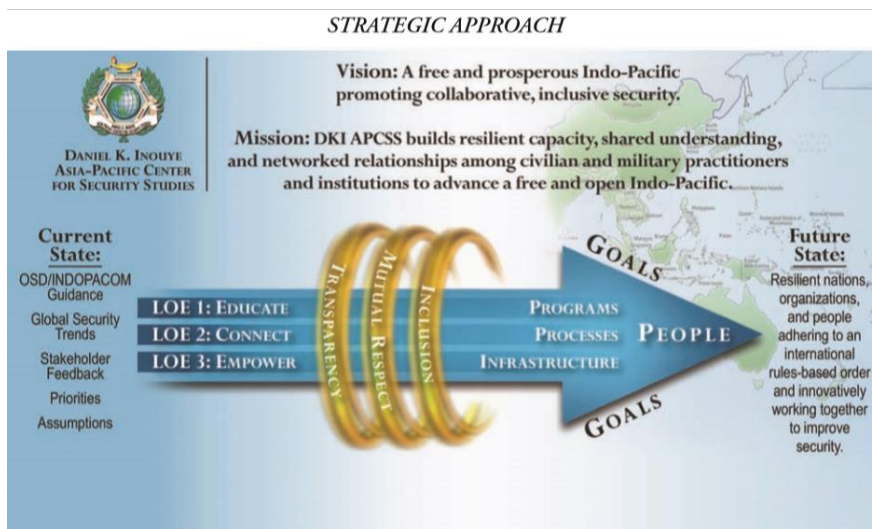 STRATEGIC APPROACH
DANIEL K. INOUYE
ASIA-PACIFIC CENTER
FOR SECURITY STUDIES
Vision: A free and prosperous Indo-Pacific
promoting collaborative, inclusive security.
Mission: DKI APCSS builds resilient capacity, shared understanding,
and networked relationships among civilian and military practitioners
and institutions to advance a free and open Indo-Pacific.
Current
State:
OSD/INDOPACOM
Guidance
Global Security
Trends
Stakeholder
Feedback
Priorities
Assumptions
LOE 1: EDUCATE
LOE 2: CONNECT
LOE 3: EMPOWER
TRANSPARENCY
MUTUAL RESPECT
INCLUSION
PROGRAMS
PROCESSES
INFRASTRUCTURE
GOALS
PEOPLE
GOALS
Future
State:
Resilient nations,
organizations,
and people
adhering to an
international
rules-based order
and innovatively
working together
to improve
security.